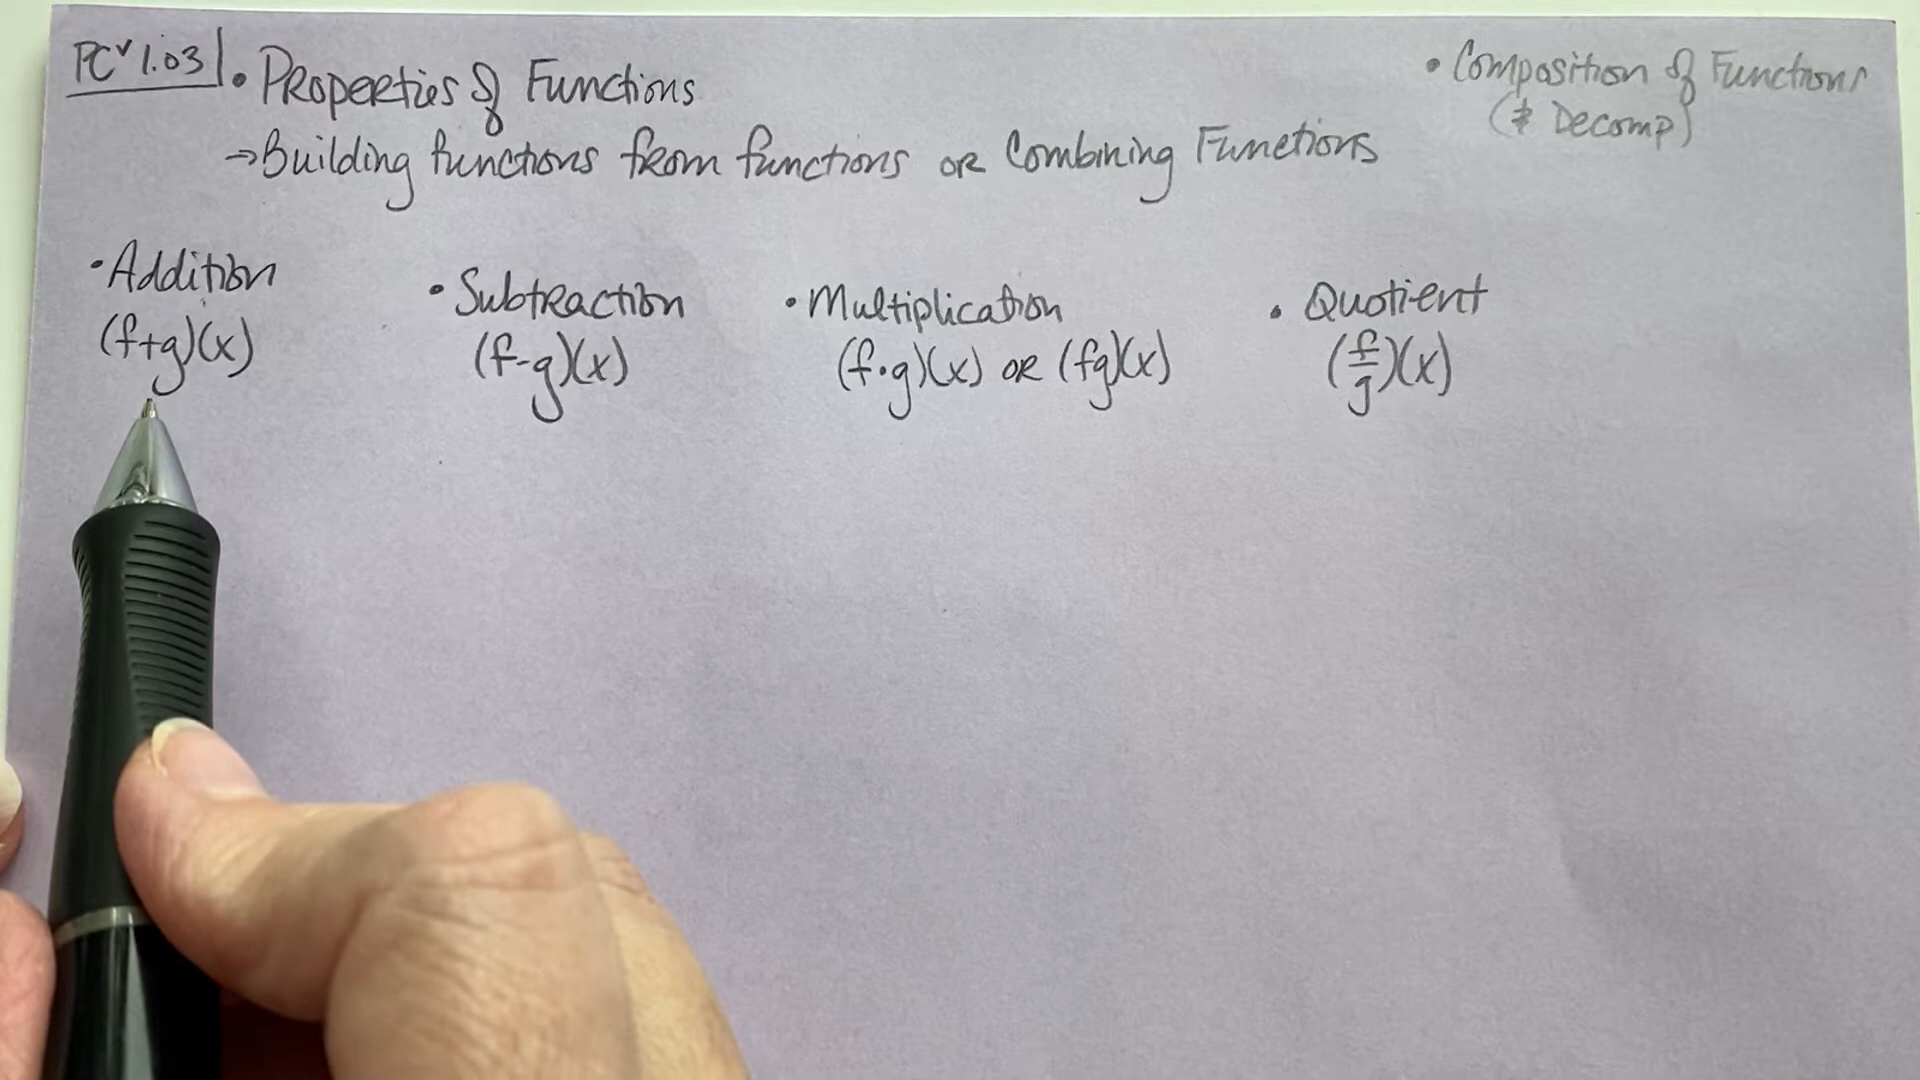 PCv 1.03 • Properties of Functions
→ Building functions from functions or Combining Functions
• Composition of Functions
(& Decomp)
• Addition
(f+g)(x)
• Subtraction
(f-g)(x)
• Multiplication
(f•g)(x) or (fg)(x)
• Quotient
(f/g)(x)